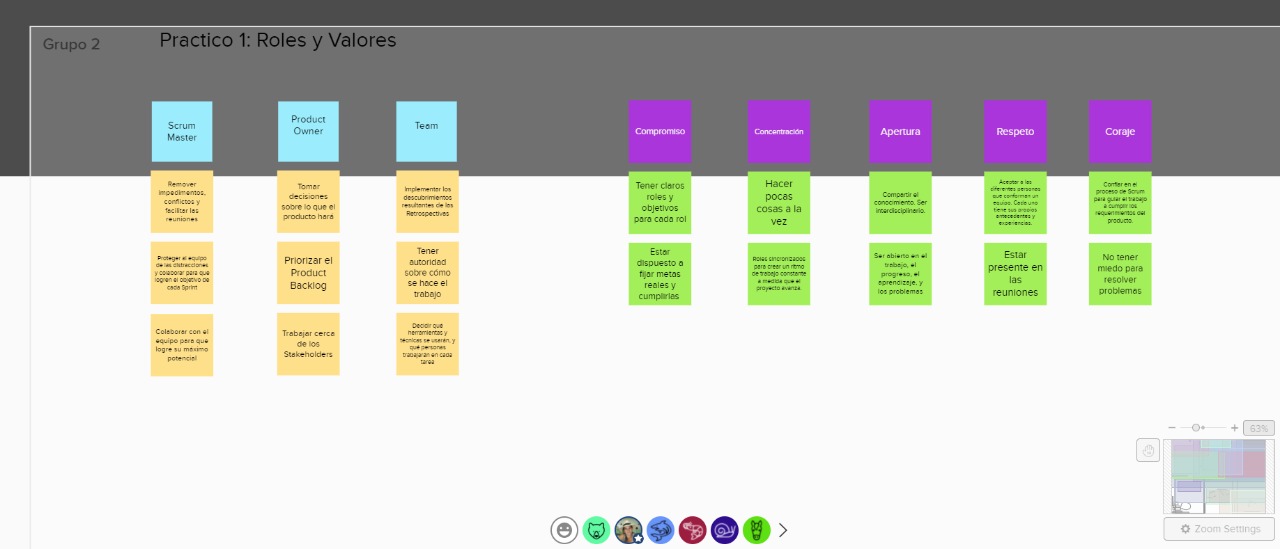 Grupo 2
Practico 1: Roles y Valores
Scrum
Master
Product
Owner
Team
Compromiso
Concentración
Apertura
Respeto
Coraje
Remover
impedimentos,
conflictos y
facilitar las
reuniones
Tomar
decisiones
sobre lo que el
producto hará
Implementar los
descubrimientos
resultantes de las
Retrospectivas
Tener claros
roles y
objetivos
para cada rol
Hacer
pocas
cosas a la
vez
Compartir el
conocimiento. Ser
Interdisciplinario.
Aceptar a las
diferentes personas
que conforman un
equipo. Cada uno
tiene sus propios
antecedentes y
experiencias.
Confiar en el
proceso de Scrum
para guiar el trabajo
a cumplir los
requerimientos del
producto.
Proteger al equipo
de las distracciones
y colaborar para que
logren el objetivo de
cada Sprint
Priorizar el
Product
Backlog
Tener
autoridad
sobre cómo
se hace el
trabajo
Estar
dispuesto a
fijar metas
reales y
cumplirlas
Roles sincronizados
para crear un ritmo
de trabajo constante
a medida que el
proyecto avanza.
Ser abierto en el
trabajo, el
progreso, el
aprendizaje, y
los problemas
Estar
presente en
las
reuniones
No tener
miedo para
resolver
problemas
Colaborar con el
equipo para que
logre su máximo
potencial
Trabajar cerca
de los
Stakeholders
Decidir qué
herramientas y
técnicas se usarán, y
qué personas
trabajarán en cada
tarea
63%
Zoom Settings